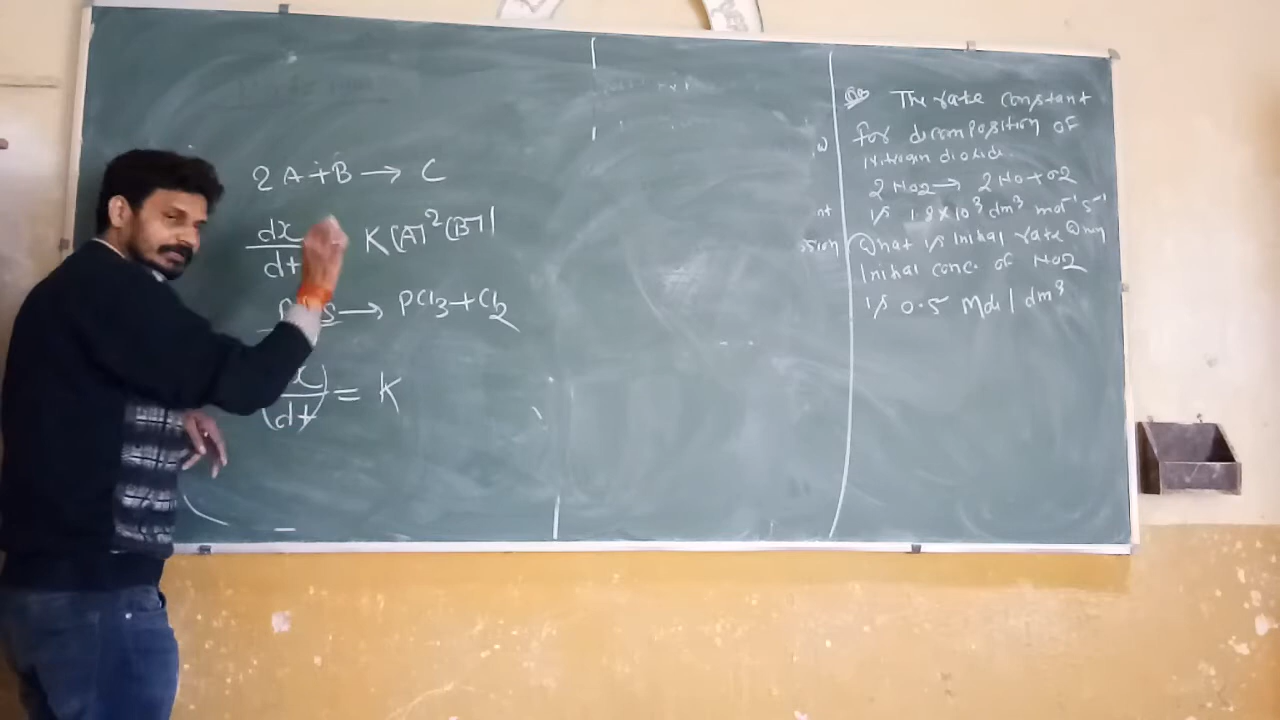 2A+B → C
dx
dt
K[A]² [B]¹
→ PCl3+Cl2
dt = K
The rate constant
for decomposition of
Nitrogen dioxide.
2 NO2 → 2 NO+O2
is 1.8×10³ dm³ mol⁻¹ s⁻¹
What is Initial rate When
Initial conc. of NO2
is 0.5 Mol/dm³